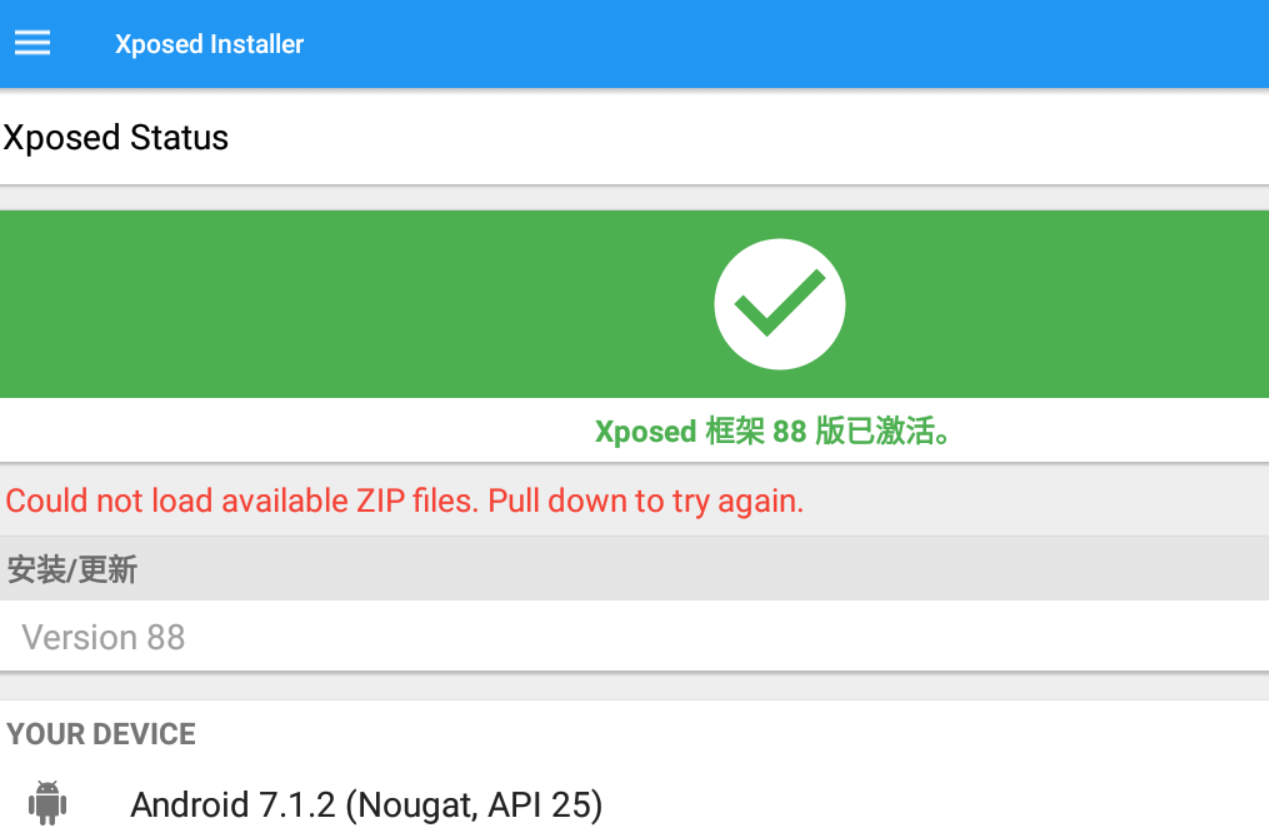 Xposed Installer
Xposed Status
Xposed 框架 88 版已激活。
Could not load available ZIP files. Pull down to try again.
安装/更新
Version 88
YOUR DEVICE
Android 7.1.2 (Nougat, API 25)